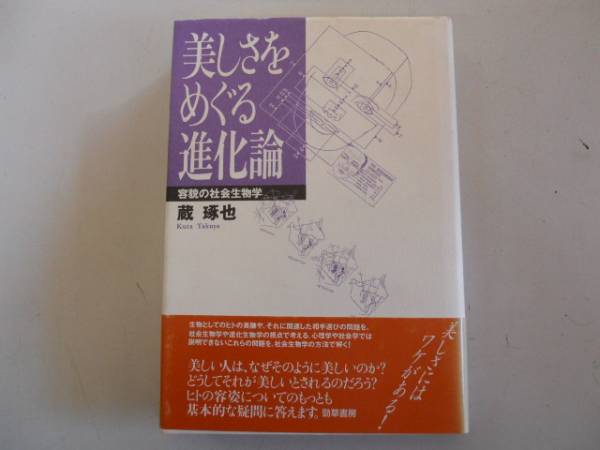 美しさを
めぐる
進化論
容貌の社会生物学
蔵 琢也
Kura Takuya
生物としてのヒトの美醜や、それに関連した相手選びの問題を、
社会生物学や進化生物学の視点で考える。心理学や社会学では
説明できないこれらの問題を、社会生物学の方法で解く!
美しい人は、なぜそのように美しいのか?
どうしてそれが美しいとされるのだろう?
ヒトの容姿についてのもっとも
基本的な疑問に答えます。勁草書房
美しさには
ワケがある!